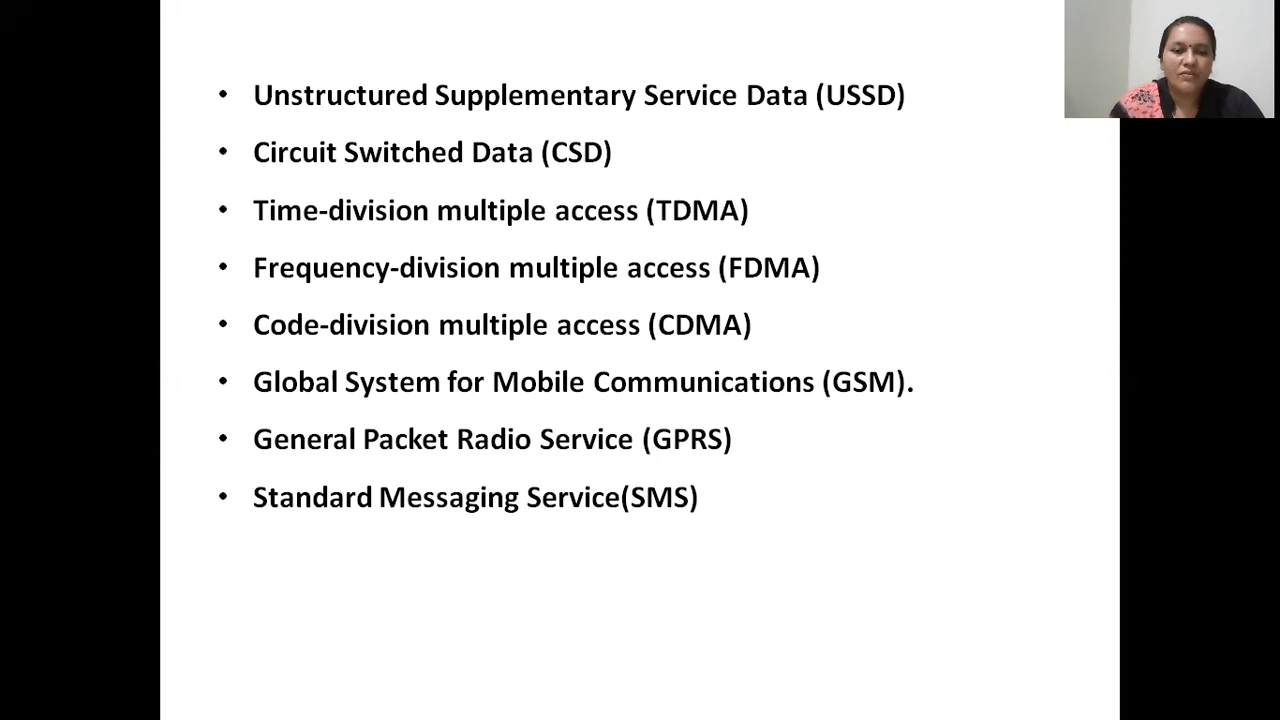 • Unstructured Supplementary Service Data (USSD)
• Circuit Switched Data (CSD)
• Time-division multiple access (TDMA)
• Frequency-division multiple access (FDMA)
• Code-division multiple access (CDMA)
• Global System for Mobile Communications (GSM).
• General Packet Radio Service (GPRS)
• Standard Messaging Service(SMS)